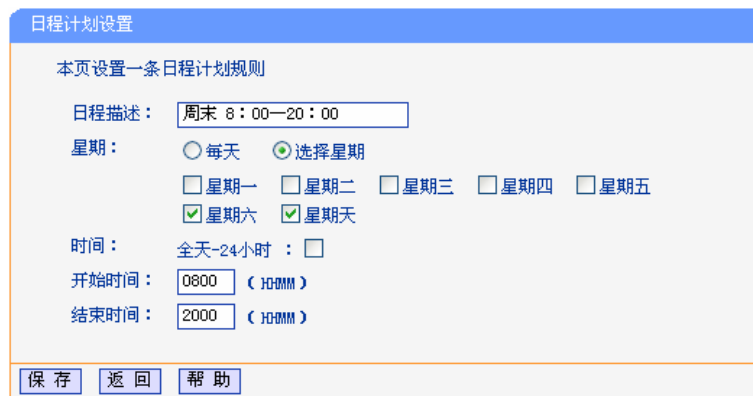 日程计划设置
本页设置一条日程计划规则
日程描述： 周末 8：00—20：00
星期： 每天 选择星期
星期一 星期二 星期三 星期四 星期五
星期六 星期天
时间： 全天-24小时 ：
开始时间： 0800 （HHMM）
结束时间： 2000 （HHMM）
保 存 返 回 帮 助